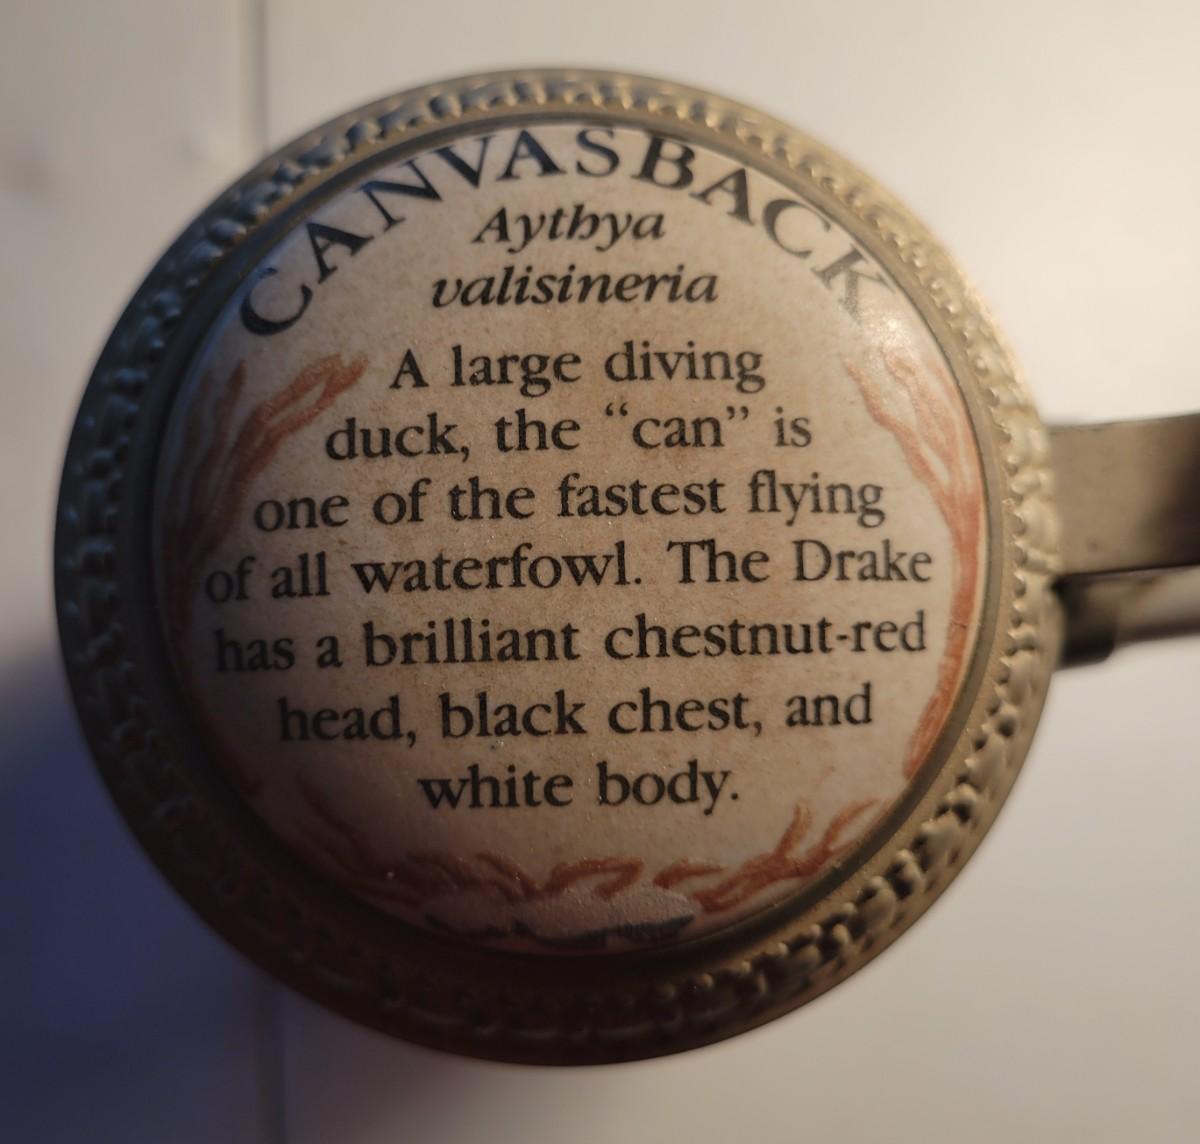 CANVASBACK
Aythya
valisineria
A large diving
duck, the “can” is
one of the fastest flying
of all waterfowl. The Drake
has a brilliant chestnut-red
head, black chest, and
white body.